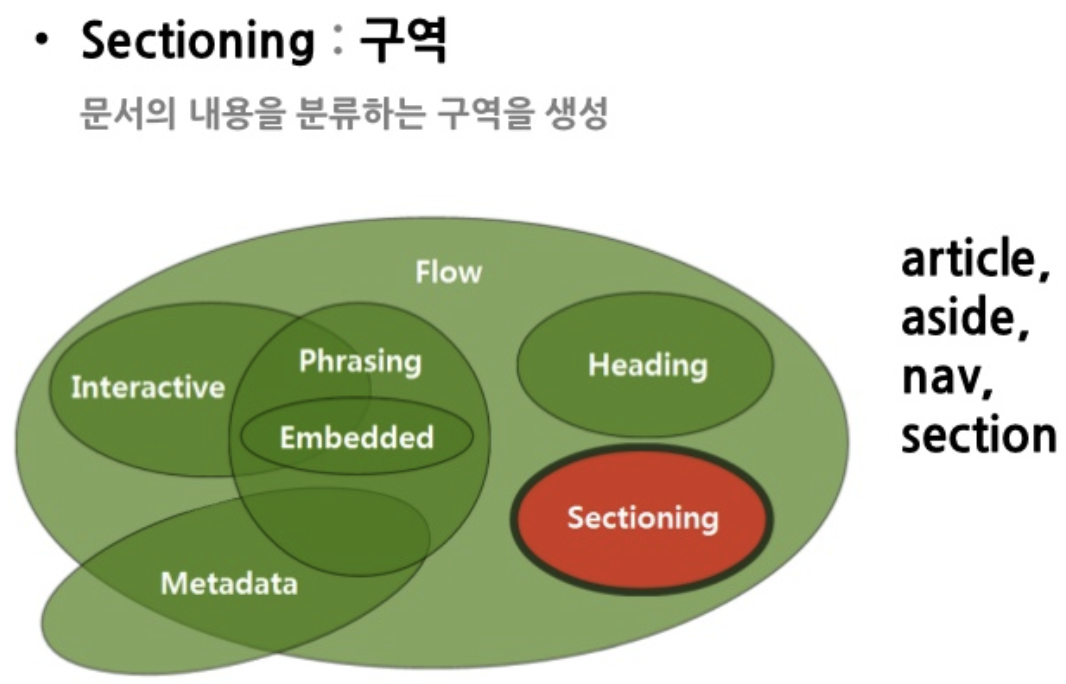 • Sectioning : 구역
문서의 내용을 분류하는 구역을 생성
Flow
Interactive
Phrasing
Embedded
Metadata
Heading
Sectioning
article,
aside,
nav,
section